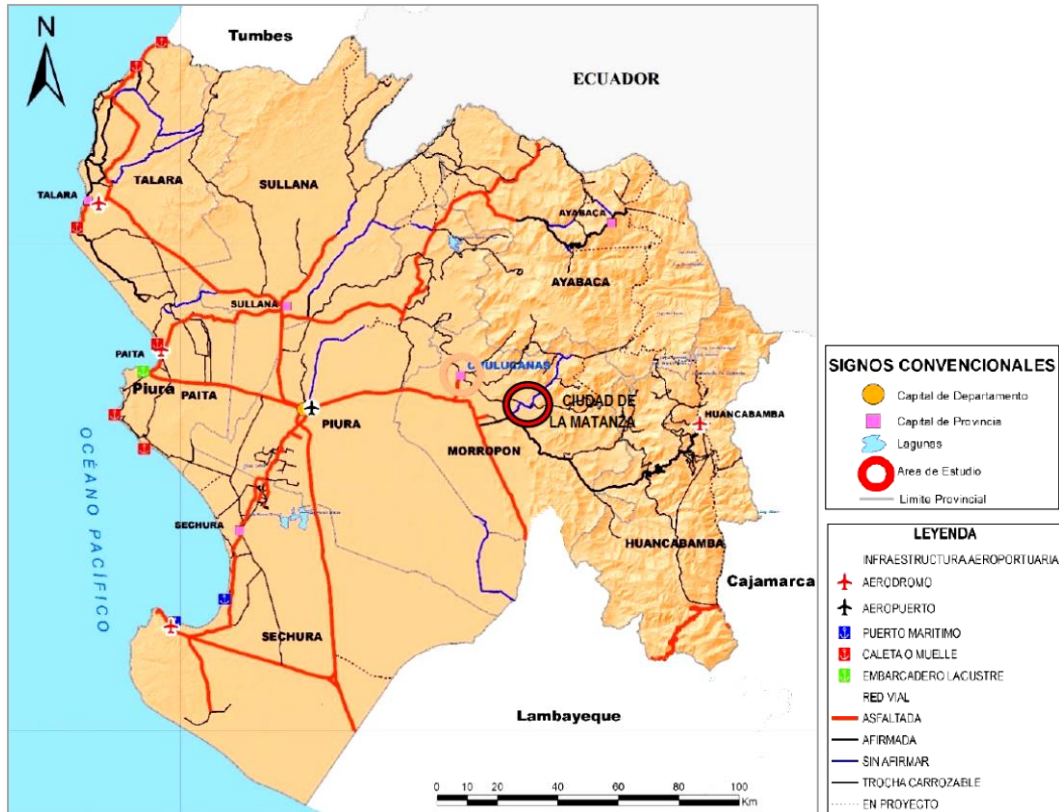 N
Tumbes
ECUADOR
TALARA
TALARA
SULLANA
AYABACA
AYABACA
SULLANA
PAITA
Piura
PAITA
PIURA
CIUDAD DE
LA MATANZA
HUANCABAMBA
MORROPON
OCÉANO PACÍFICO
SECHURA
HUANCABAMBA
Cajamarca
SECHURA
Lambayeque
0 10 20 40 60 80 100
Km
SIGNOS CONVENCIONALES
Capital de Departamento
Capital de Provincia
Lagunas
Area de Estudio
Limite Provincial
LEYENDA
INFRAESTRUCTURA AEROPORTUARIA
AERODROMO
AEROPUERTO
PUERTO MARITIMO
CALETA O MUELLE
EMBARCADERO LACUSTRE
RED VIAL
ASFALTADA
AFIRMADA
SIN AFIRMAR
TROCHA CARROZABLE
EN PROYECTO